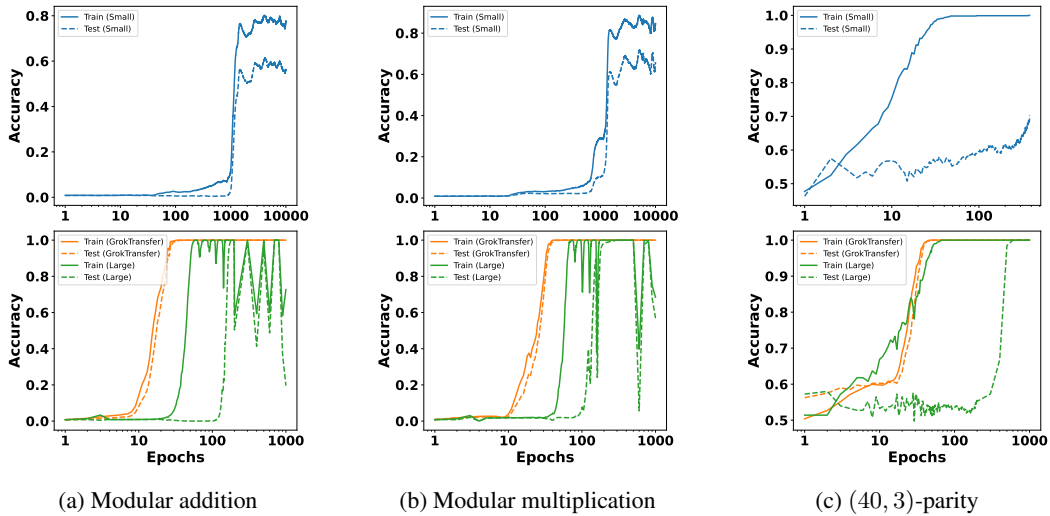 Accuracy
0.8
0.6
0.4
0.2
0.0
Train (Small)
Test (Small)
1 10 100 1000 10000
Accuracy
0.8
0.6
0.4
0.2
0.0
Train (Small)
Test (Small)
1 10 100 1000 10000
Accuracy
1.0
0.9
0.8
0.7
0.6
0.5
Train (Small)
Test (Small)
1 10 100
Accuracy
1.0
0.8
0.6
0.4
0.2
0.0
Train (GrokTransfer)
Test (GrokTransfer)
Train (Large)
Test (Large)
1 10 100 1000
Epochs
Accuracy
1.0
0.8
0.6
0.4
0.2
0.0
Train (GrokTransfer)
Test (GrokTransfer)
Train (Large)
Test (Large)
1 10 100 1000
Epochs
Accuracy
1.0
0.9
0.8
0.7
0.6
0.5
Train (GrokTransfer)
Test (GrokTransfer)
Train (Large)
Test (Large)
1 10 100 1000
Epochs
(a) Modular addition
(b) Modular multiplication
(c) (40, 3)-parity